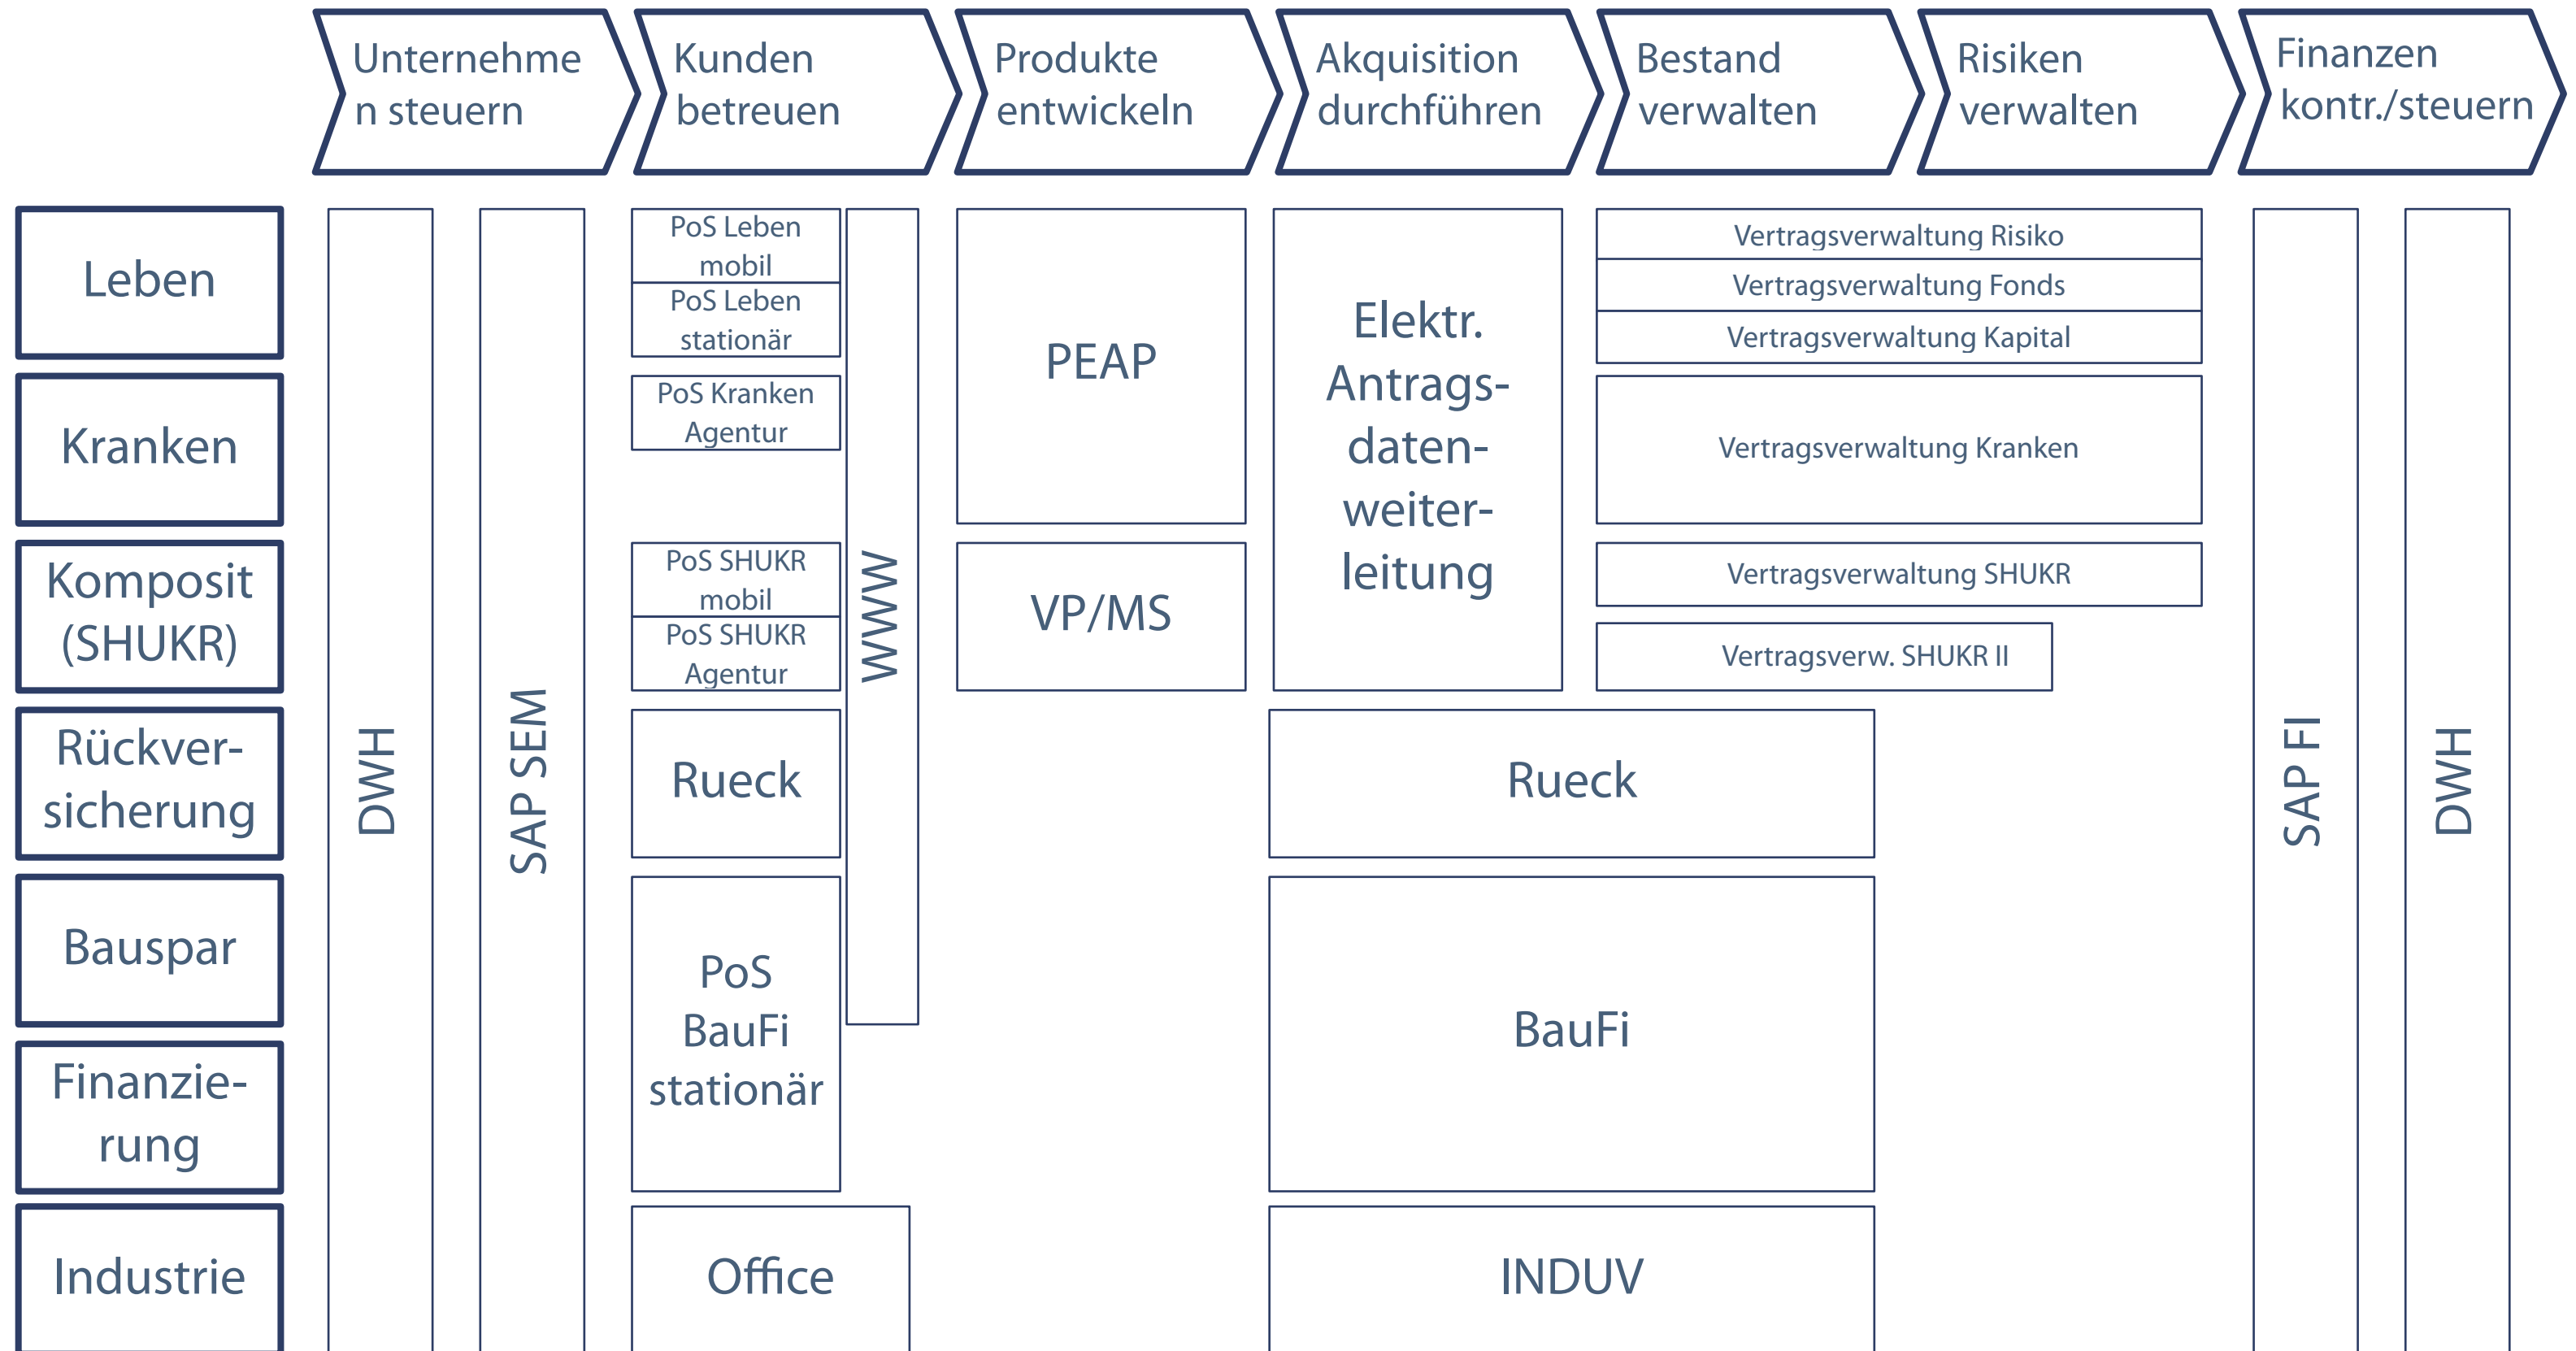 Unternehme
n steuern
Kunden
betreuen
Produkte
entwickeln
Akquisition
durchführen
Bestand
verwalten
Risiken
verwalten
Finanzen
kontr./steuern
Leben
Kranken
Komposit
(SHUKR)
Rückver-
sicherung
Bauspar
Finanzie-
rung
Industrie
DWH
SAP SEM
PoS Leben
mobil
PoS Leben
stationär
PoS Kranken
Agentur
PoS SHUKR
mobil
PoS SHUKR
Agentur
Rueck
PoS
BauFi
stationär
Office
WWW
PEAP
VP/MS
Elektr.
Antrags-
daten-
weiter-
leitung
Vertragsverwaltung Risiko
Vertragsverwaltung Fonds
Vertragsverwaltung Kapital
Vertragsverwaltung Kranken
Vertragsverwaltung SHUKR
Vertragsverw. SHUKR II
Rueck
BauFi
INDUV
SAP FI
DWH